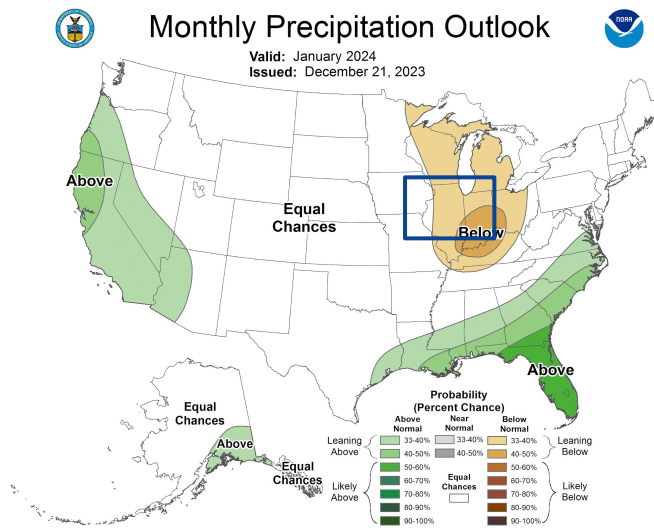 Monthly Precipitation Outlook
NOAA
Valid: January 2024
Issued: December 21, 2023
Above
Equal
Chances
Below
Above
Equal
Chances
Above
Equal
Chances
Probability
(Percent Chance)
Above
Normal
Near
Normal
Below
Normal
Leaning
Above
33-40%
33-40%
33-40%
Leaning
Below
40-50%
40-50%
40-50%
Likely
Above
50-60%
60-70%
70-80%
80-90%
90-100%
Equal
Chances
50-60%
60-70%
70-80%
80-90%
90-100%
Likely
Below